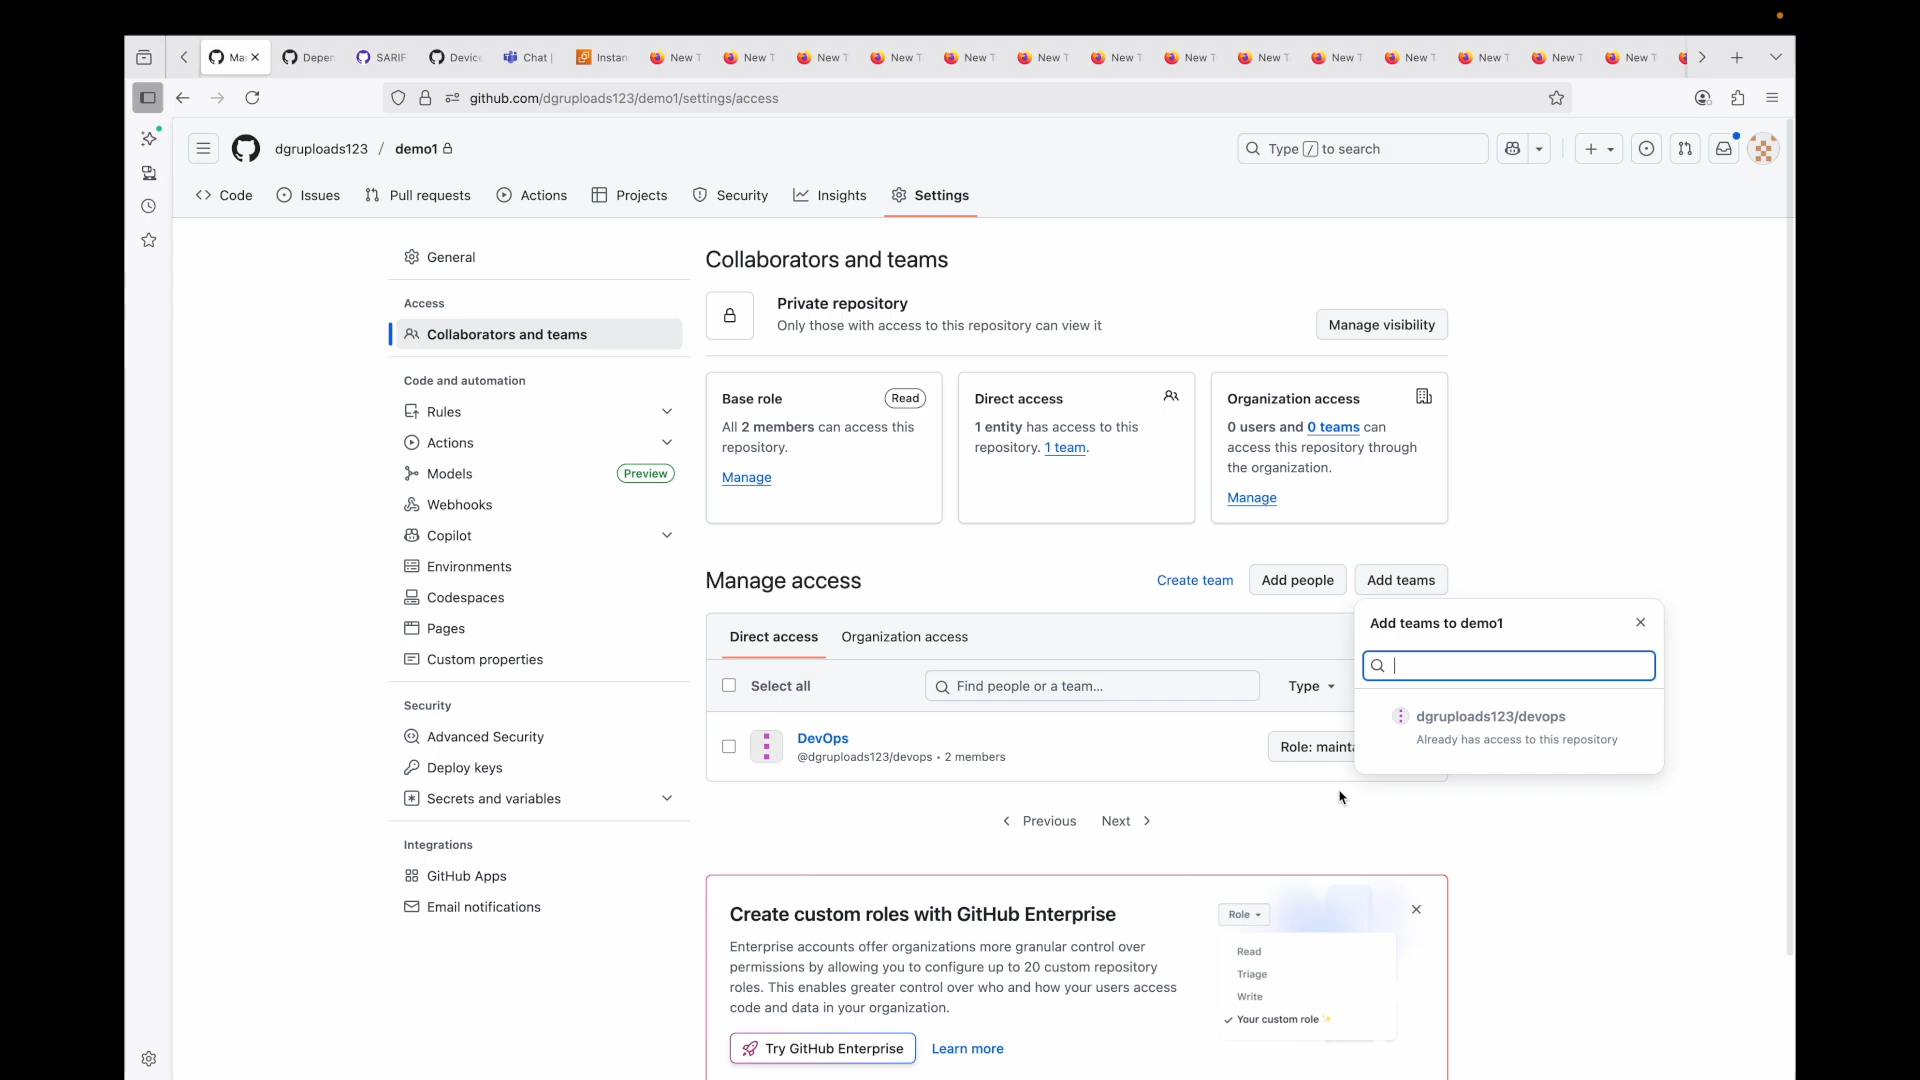 Ma
Depen
SARIF
Device
Chat |
Instan
New T
New T
New T
New T
New T
New T
New T
New T
New T
New T
New T
New T
New T
New T
github.com/dgruploads123/demo1/settings/access
dgruploads123 / demo1
Type / to search
Code
Issues
Pull requests
Actions
Projects
Security
Insights
Settings
General
Access
Collaborators and teams
Code and automation
Rules
Actions
Models
Preview
Webhooks
Copilot
Environments
Codespaces
Pages
Custom properties
Security
Advanced Security
Deploy keys
Secrets and variables
Integrations
GitHub Apps
Email notifications
Collaborators and teams
Private repository
Only those with access to this repository can view it
Manage visibility
Base role
Read
All 2 members can access this
repository.
Manage
Direct access
1 entity has access to this
repository. 1 team.
Organization access
0 users and 0 teams can
access this repository through
the organization.
Manage
Manage access
Create team
Add people
Add teams
Direct access
Organization access
Select all
Find people or a team...
Type
DevOps
@dgruploads123/devops • 2 members
Role: mainta
Add teams to demo1
dgruploads123/devops
Already has access to this repository
Previous
Next
Create custom roles with GitHub Enterprise
Enterprise accounts offer organizations more granular control over
permissions by allowing you to configure up to 20 custom repository
roles. This enables greater control over who and how your users access
code and data in your organization.
Try GitHub Enterprise
Learn more
Role
Read
Triage
Write
Your custom role